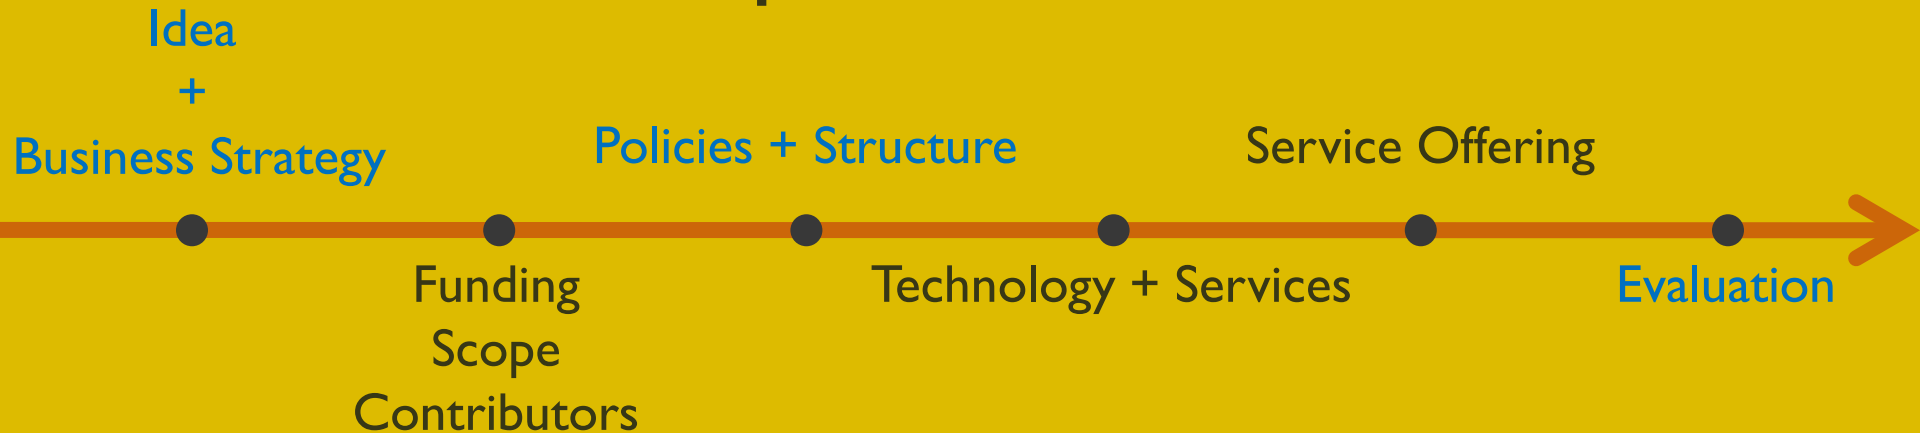 Idea
+
Business Strategy
Funding
Scope
Contributors
Policies + Structure
Technology + Services
Service Offering
Evaluation